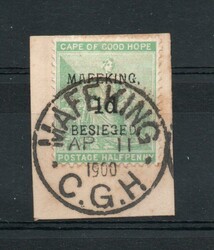 CAPE OF GOOD HOPE
MAFEKING,
1d.
BESIEGED
POSTAGE HALFPENNY
MAFEKING
AP 11
1900
C.G.H.